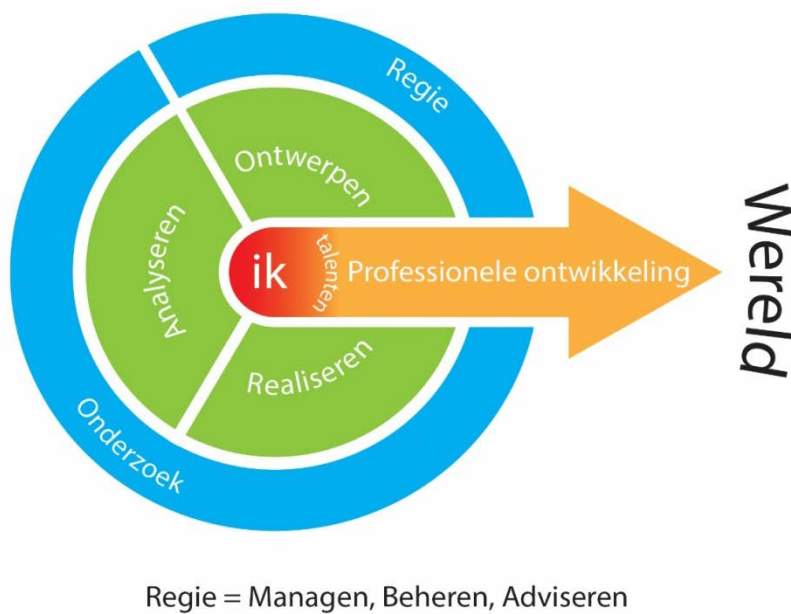 Regie
Ontwerpen
Analyseren
ik
talenten
Professionele ontwikkeling
Wereld
Realiseren
Onderzoek
Regie = Managen, Beheren, Adviseren